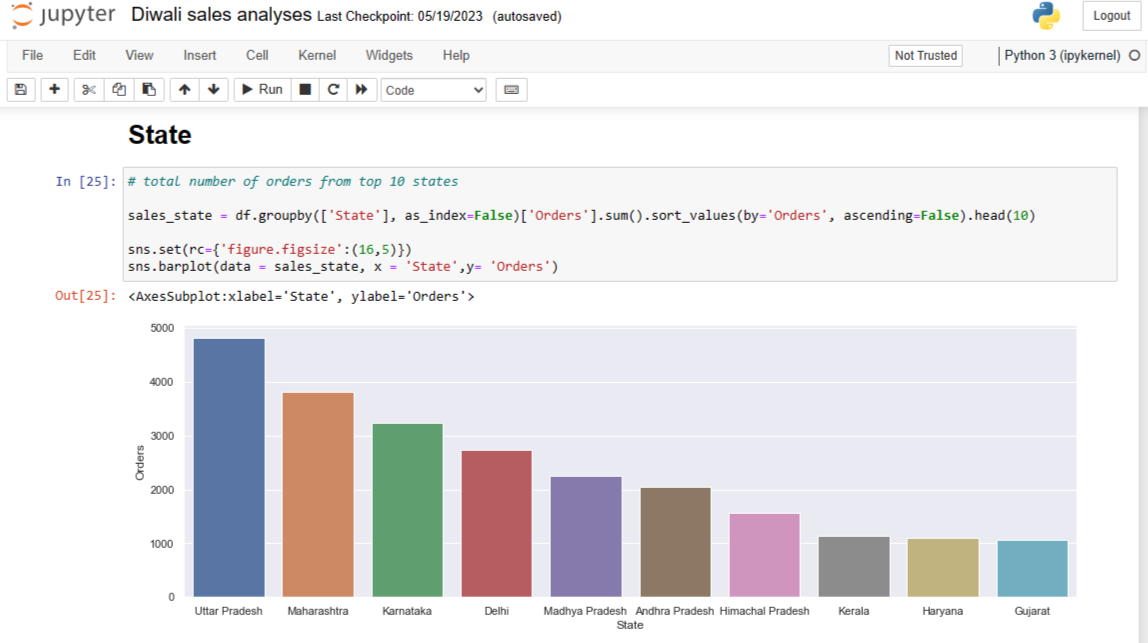 jupyter Diwali sales analyses Last Checkpoint: 05/19/2023 (autosaved) Logout
File Edit View Insert Cell Kernel Widgets Help Not Trusted Python 3 (ipykernel)
Run Code
State
In [25]: # total number of orders from top 10 states
sales_state = df.groupby(['State'], as_index=False)['Orders'].sum().sort_values(by='Orders', ascending=False).head(10)
sns.set(rc={'figure.figsize':(16,5)})
sns.barplot(data = sales_state, x = 'State',y= 'Orders')
Out[25]: <AxesSubplot:xlabel='State', ylabel='Orders'>
5000
4000
3000
2000
1000
0
Orders
Uttar Pradesh Maharashtra Karnataka Delhi Madhya Pradesh Andhra Pradesh Himachal Pradesh Kerala Haryana Gujarat
State